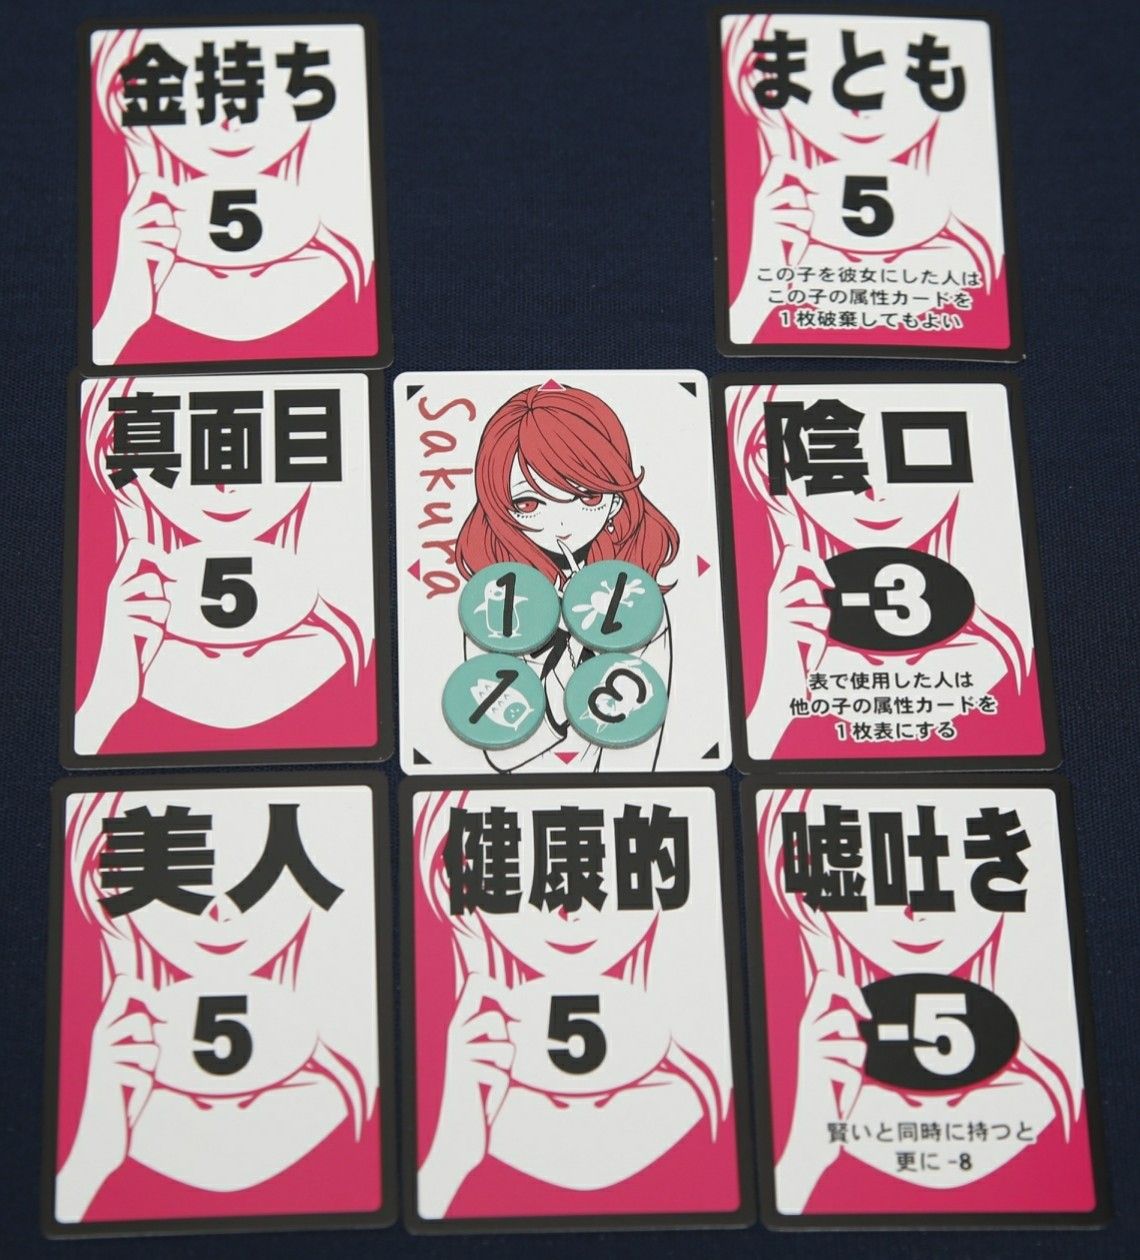 金持ち
5
まとも
5
この子を彼女にした人は
この子の属性カードを
1枚破棄してもよい
真面目
5
Sakura
1
1
1
3
陰口
-3
表で使用した人は
他の子の属性カードを
1枚表にする
美人
5
健康的
5
嘘吐き
-5
賢いと同時に持つと
更に -8